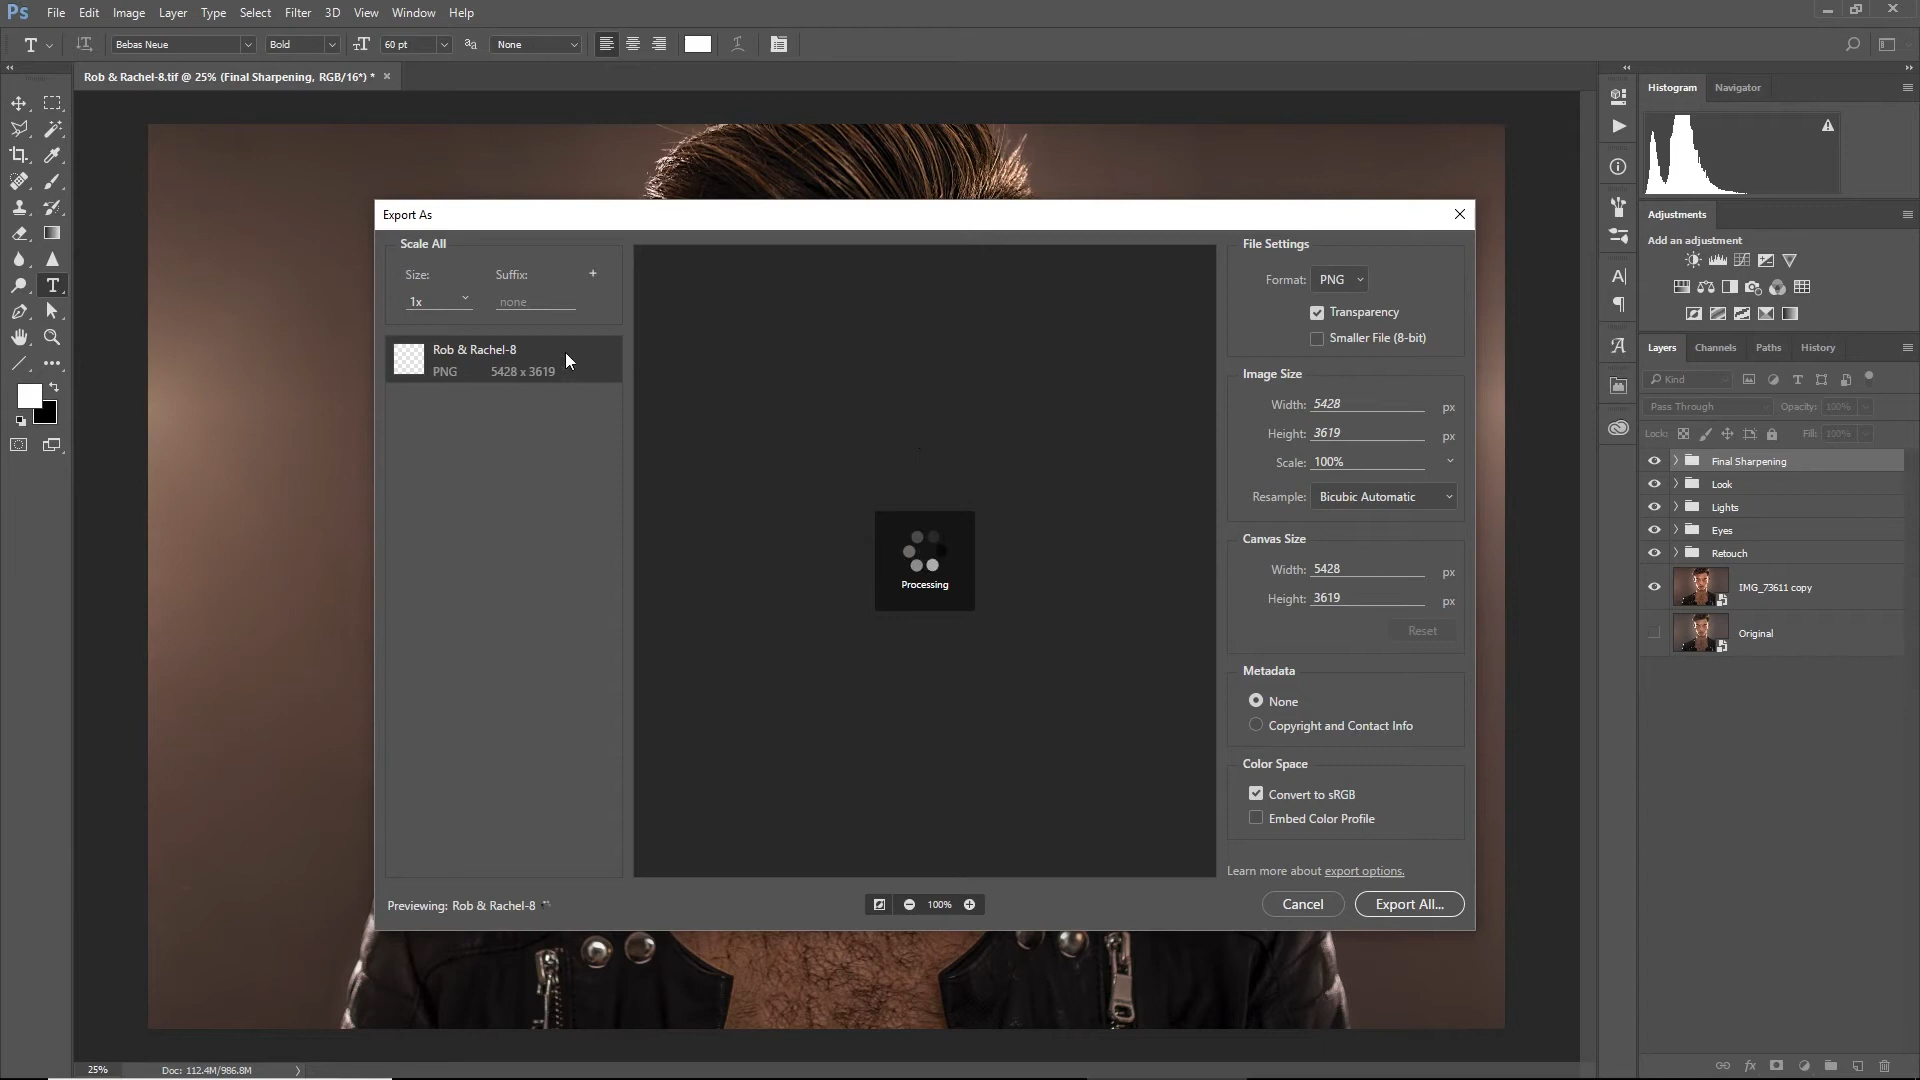 Ps File Edit Image Layer Type Select Filter 3D View Window Help
T Bebas Neue Bold 60 pt aa None
Rob & Rachel-8.tif @ 25% (Final Sharpening, RGB/16*) * ×
Export As
Scale All
Size: Suffix: +
1x none
Rob & Rachel-8
PNG 5428 x 3619
Processing
Previewing: Rob & Rachel-8
100%
File Settings
Format: PNG
Transparency
Smaller File (8-bit)
Image Size
Width: 5428 px
Height: 3619 px
Scale: 100%
Resample: Bicubic Automatic
Canvas Size
Width: 5428 px
Height: 3619 px
Reset
Metadata
None
Copyright and Contact Info
Color Space
Convert to sRGB
Embed Color Profile
Learn more about export options.
Cancel Export All...
Histogram Navigator
Adjustments
Add an adjustment
Layers Channels Paths History
Kind
Pass Through Opacity: 100%
Lock: Fill: 100%
Final Sharpening
Look
Lights
Eyes
Retouch
IMG_73611 copy
Original
fx
25% Doc: 112.4M/986.8M